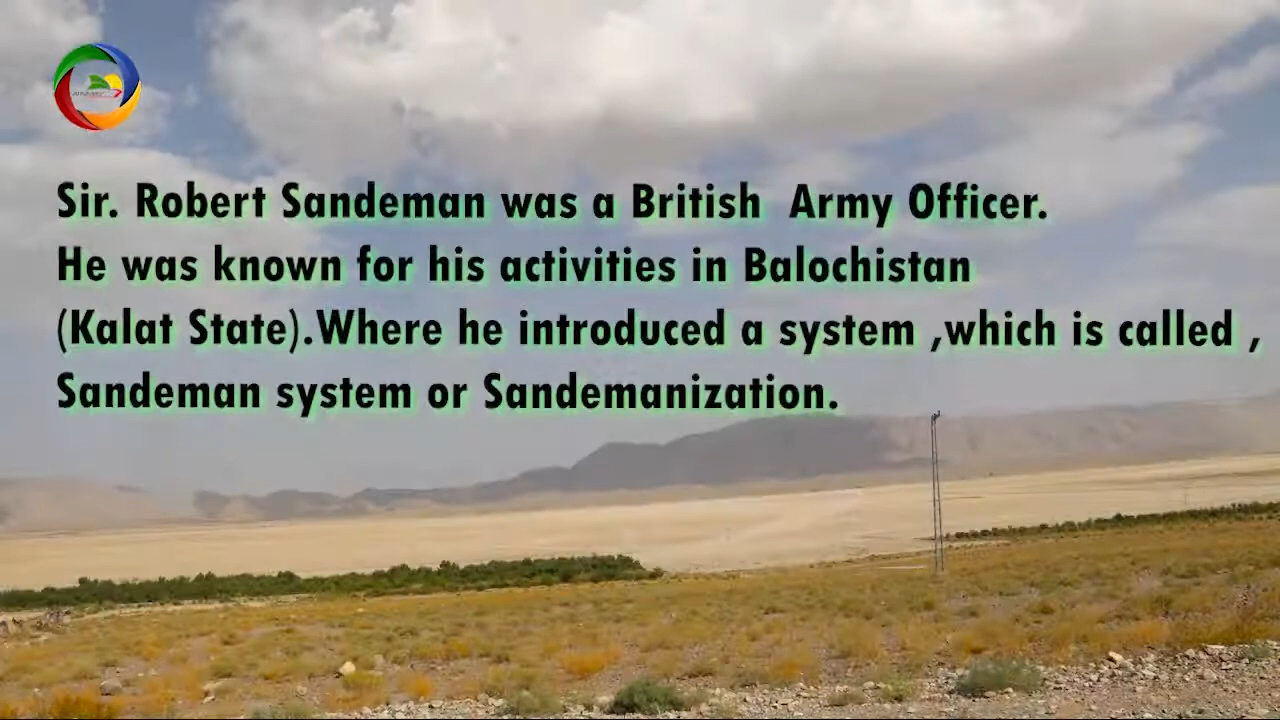 Sir. Robert Sandeman was a British  Army Officer.
He was known for his activities in Balochistan
(Kalat State).Where he introduced a system ,which is called ,
Sandeman system or Sandemanization.